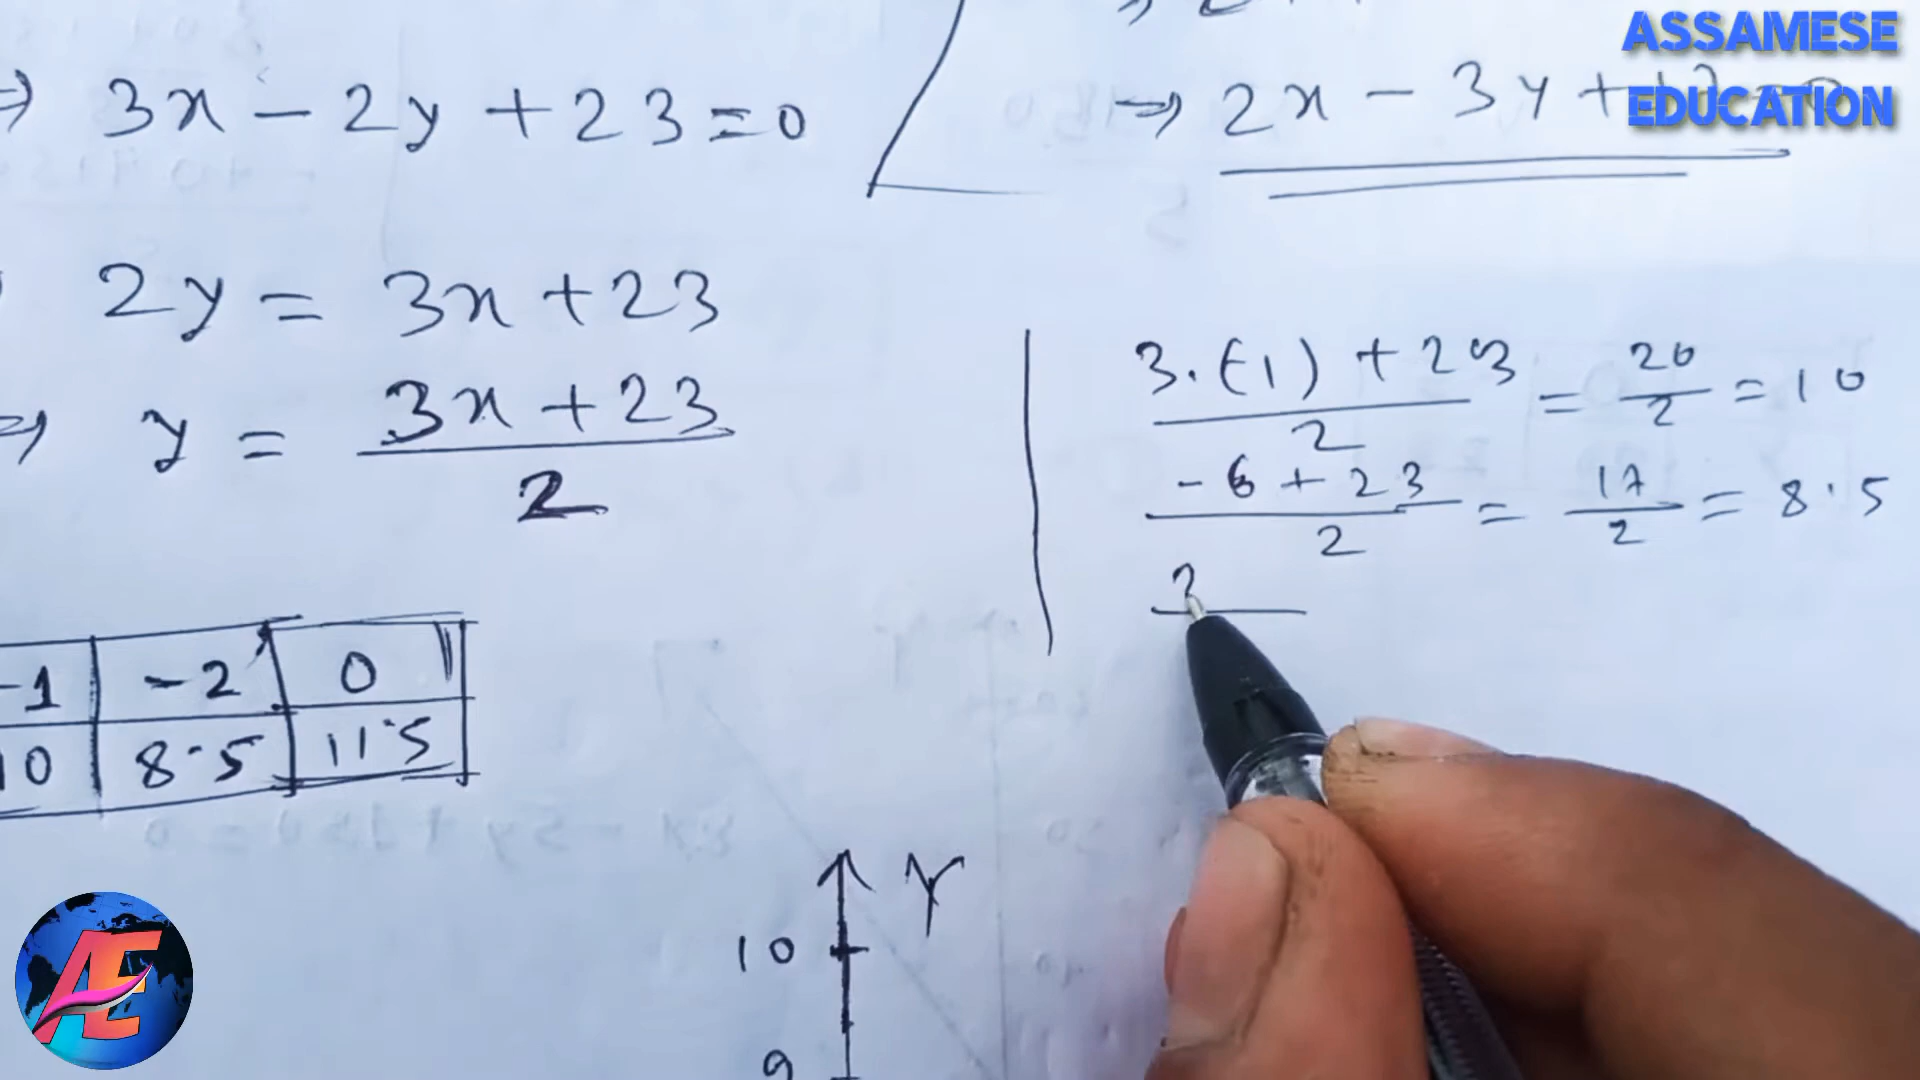 ASSAMESE
EDUCATION
⇒ 3x - 2y + 23 = 0
→ 2x - 3y +
2y = 3x + 23
⇒ y = 3x + 23 / 2
3.(-1) + 23 / 2 = 20 / 2 = 10
-6 + 23 / 2 = 17 / 2 = 8.5
-1 -2 0
10 8.5 11.5
Y
10
9
AE